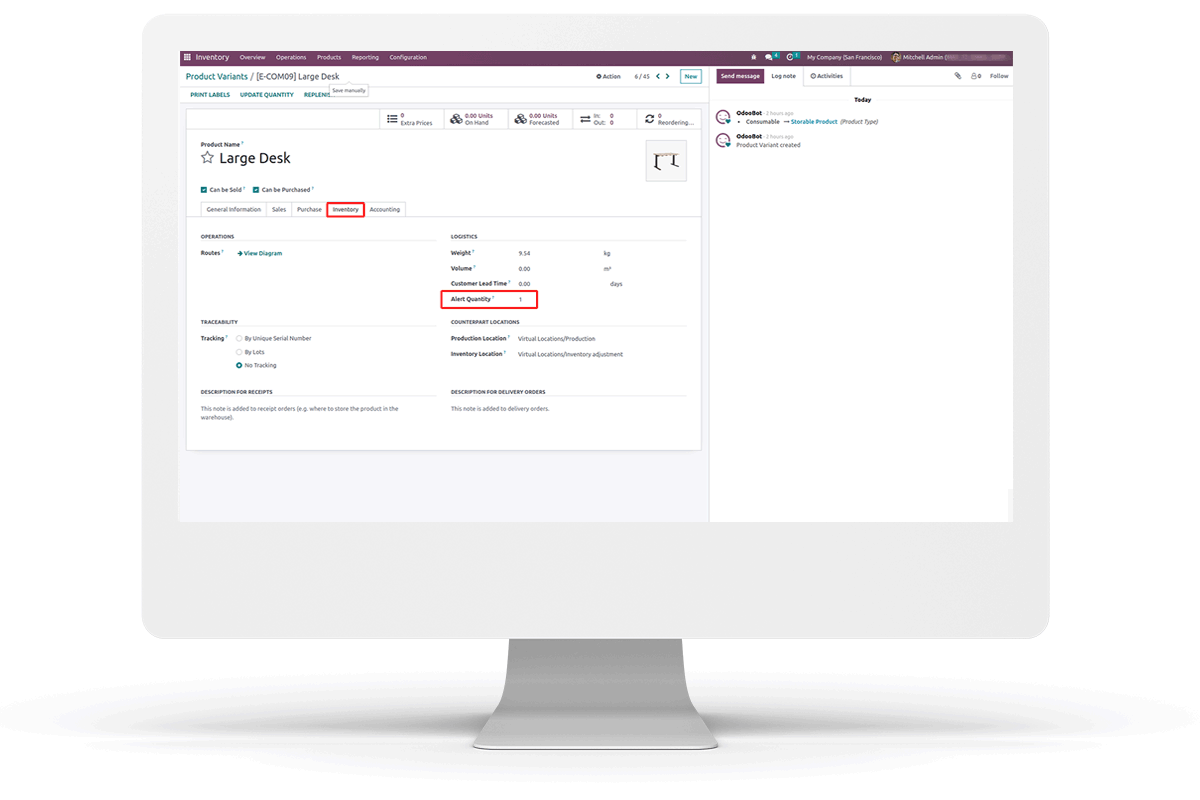 Inventory Overview Operations Products Reporting Configuration 4 1 My Company (San Francisco) Mitchell Admin
Product Variants / [E-COM09] Large Desk Action 6 / 45 New
Send message Log note Activities 0 Follow
Save manually
PRINT LABELS UPDATE QUANTITY REPLENIS
0
Extra Prices
0.00 Units
On Hand
0.00 Units
Forecasted
In: 0
Out: 0
0
Reordering...
Product Name ?
Large Desk
Can be Sold ? Can be Purchased ?
General Information Sales Purchase Inventory Accounting
OPERATIONS
Routes ? View Diagram
LOGISTICS
Weight ? 9.54 kg
Volume ? 0.00 m³
Customer Lead Time ? 0.00 days
Alert Quantity ? 1
TRACEABILITY
Tracking ? By Unique Serial Number
By Lots
No Tracking
COUNTERPART LOCATIONS
Production Location ? Virtual Locations/Production
Inventory Location ? Virtual Locations/Inventory adjustment
DESCRIPTION FOR RECEIPTS
This note is added to receipt orders (e.g. where to store the product in the
warehouse).
DESCRIPTION FOR DELIVERY ORDERS
This note is added to delivery orders.
Today
OdooBot - 2 hours ago
• Consumable → Storable Product (Product Type)
OdooBot - 2 hours ago
Product Variant created